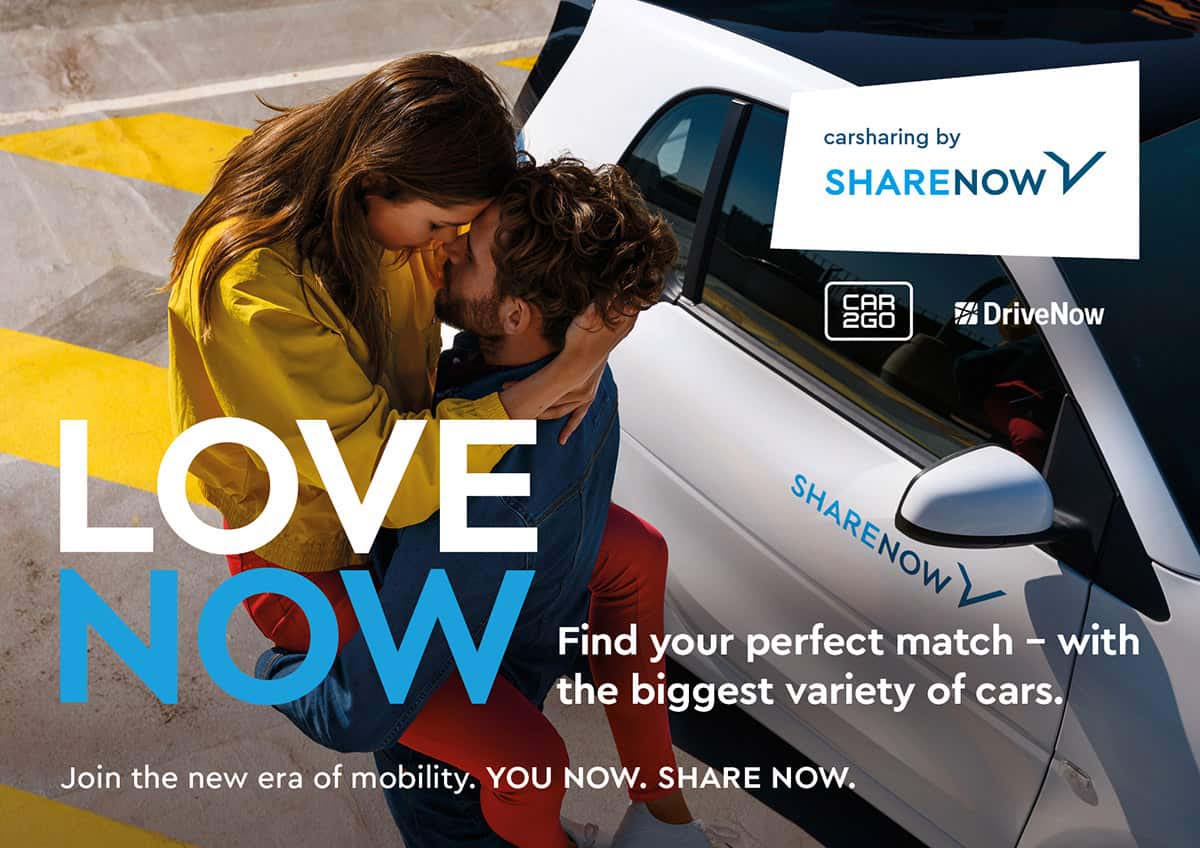 carsharing by
SHARENOW
CAR
2GO
DriveNow
LOVE
NOW
SHARENOW
Find your perfect match – with
the biggest variety of cars.
Join the new era of mobility. YOU NOW. SHARE NOW.